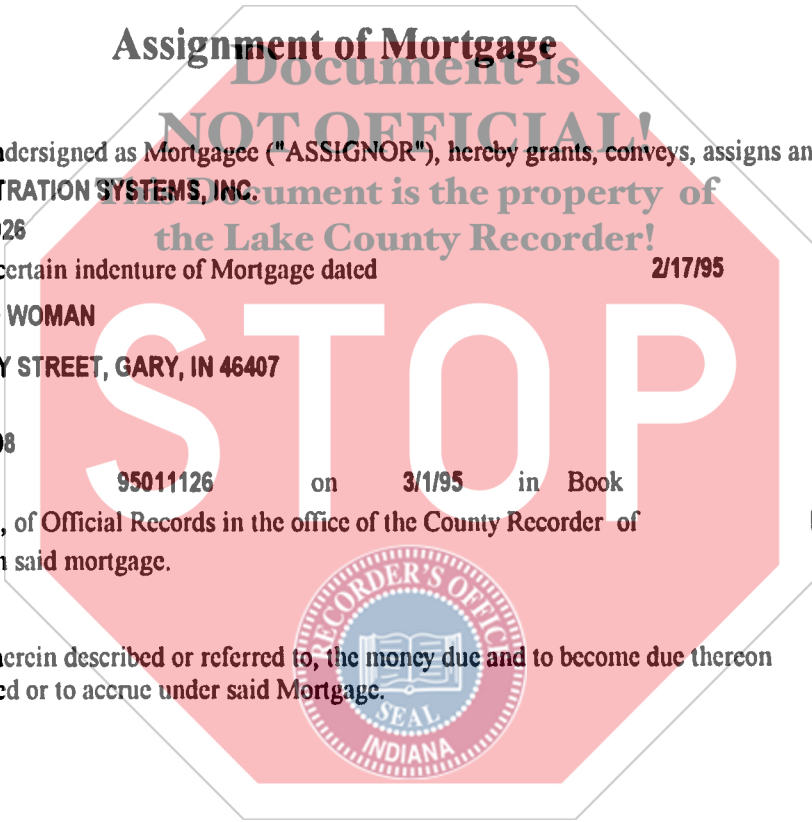 Assignment of Mortgage
Document is
NOT OFFICIAL!
ndersigned as Mortgagee ("ASSIGNOR"), hereby grants, conveys, assigns an
TRATION SYSTEMS, INC.
This Document is the property of
026
the Lake County Recorder!
certain indenture of Mortgage dated 2/17/95
WOMAN
Y STREET, GARY, IN 46407
STOP
08
95011126 on 3/1/95 in Book
, of Official Records in the office of the County Recorder of
n said mortgage.
RECORDER'S OFFICE
herein described or referred to, the money due and to become due thereon
ed or to accrue under said Mortgage.
SEAL
INDIANA